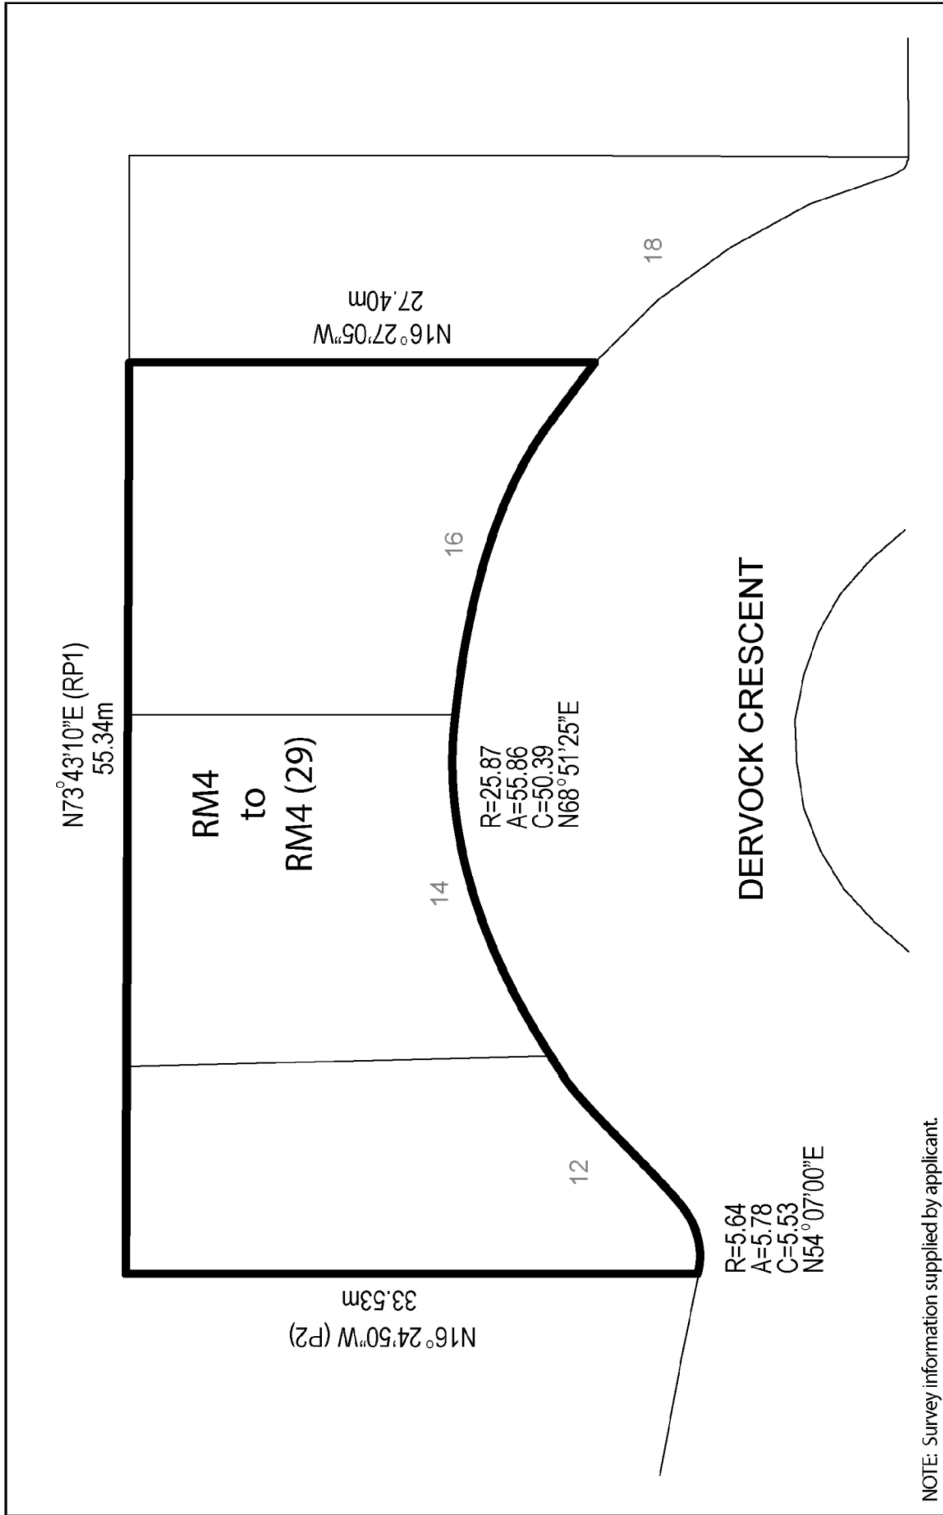 N73°43'10"E (RP1)
55.34m
RM4
to
RM4 (29)
N16°27'05"W
27.40m
N16°24'50"W (P2)
33.53m
18
16
14
12
R=25.87
A=55.86
C=50.39
N68°51'25"E
R=5.64
A=5.78
C=5.53
N54°07'00"E
DERVOCK CRESCENT
NOTE: Survey information supplied by applicant.